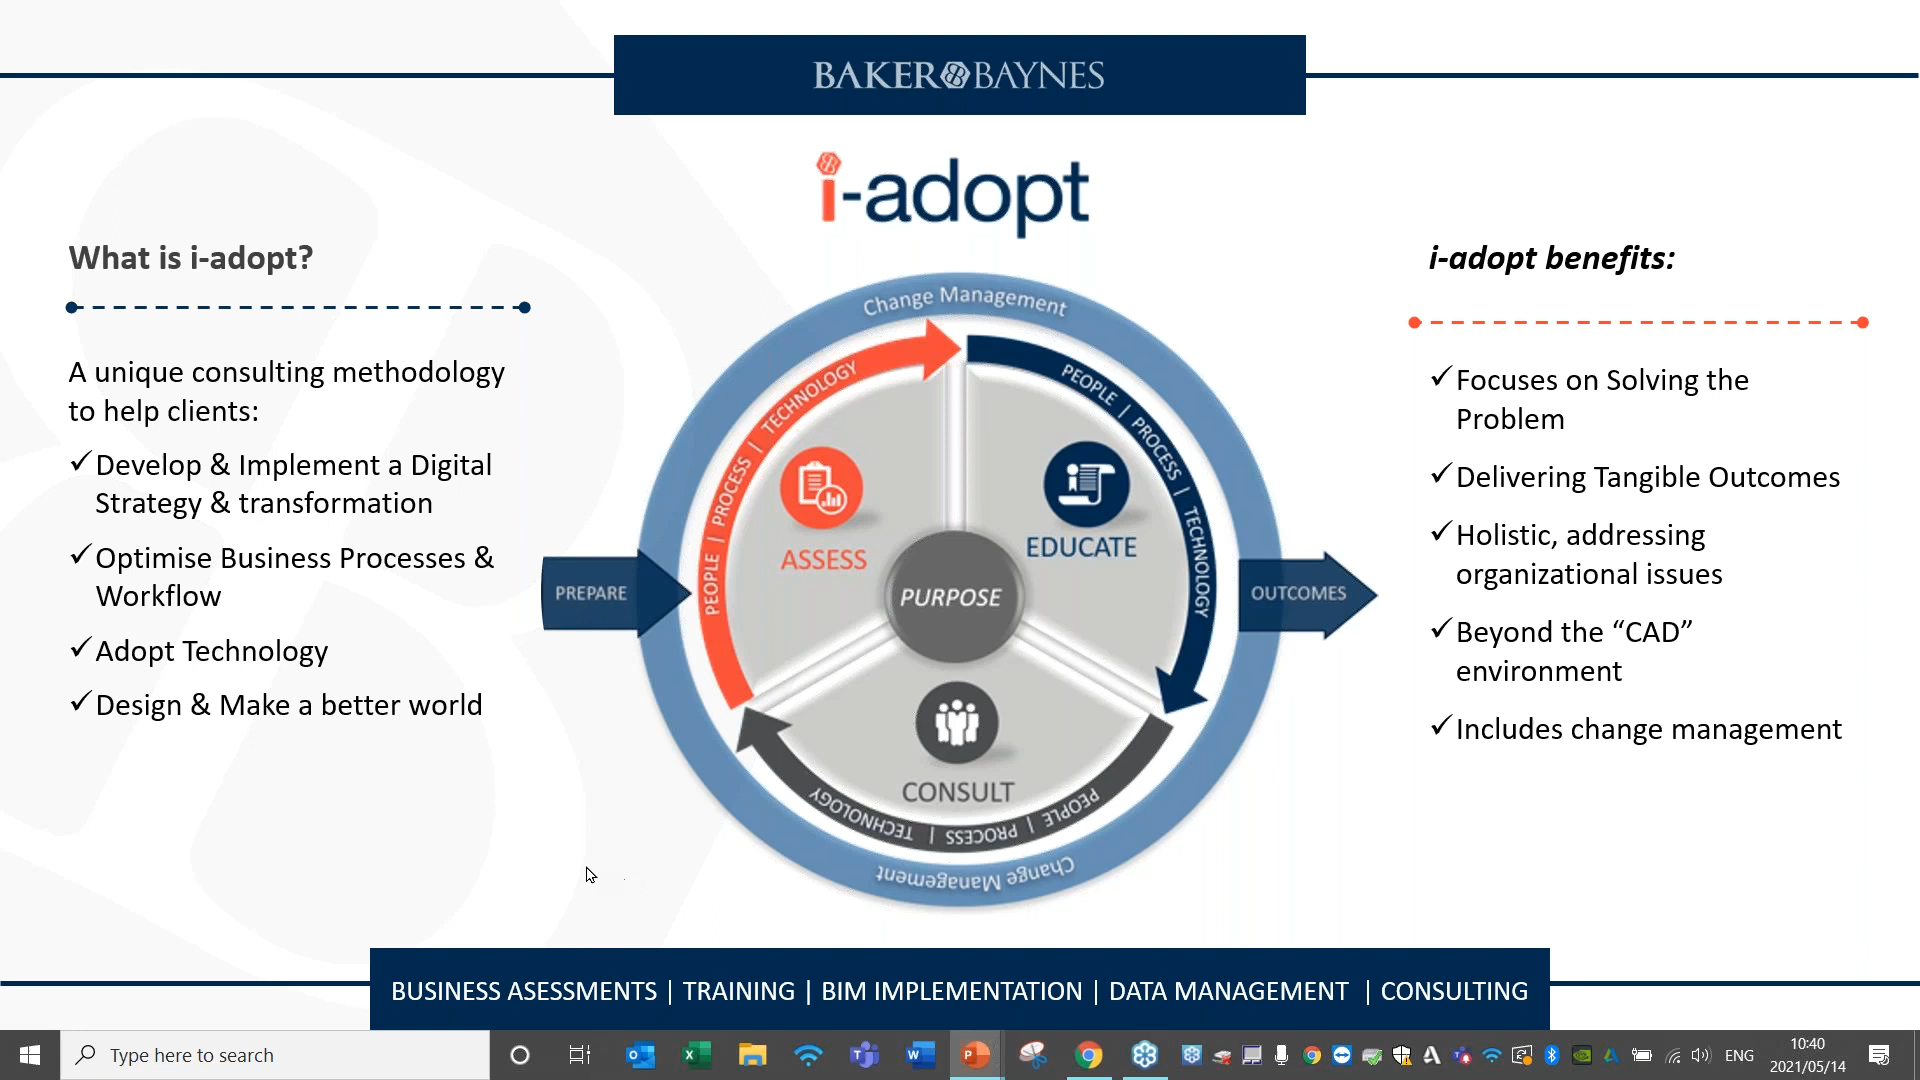 BAKER BAYNES
i-adopt
What is i-adopt?
A unique consulting methodology
to help clients:
Develop & Implement a Digital
Strategy & transformation
Optimise Business Processes &
Workflow
Adopt Technology
Design & Make a better world
Change Management
PEOPLE | PROCESS | TECHNOLOGY
PEOPLE | PROCESS | TECHNOLOGY
ASSESS
EDUCATE
PREPARE
PURPOSE
OUTCOMES
CONSULT
PEOPLE | PROCESS | TECHNOLOGY
Change Management
i-adopt benefits:
Focuses on Solving the
Problem
Delivering Tangible Outcomes
Holistic, addressing
organizational issues
Beyond the “CAD”
environment
Includes change management
BUSINESS ASESSMENTS | TRAINING | BIM IMPLEMENTATION | DATA MANAGEMENT | CONSULTING
Type here to search
ENG
10:40
2021/05/14